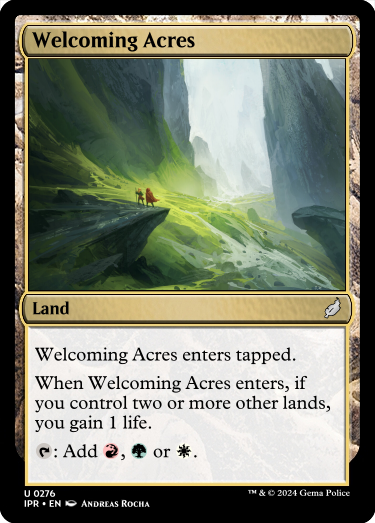 Welcoming Acres
Land
Welcoming Acres enters tapped.
When Welcoming Acres enters, if
you control two or more other lands,
you gain 1 life.
: Add , or .
U 0276
IPR • EN Andreas Rocha
™ & © 2024 Gema Police